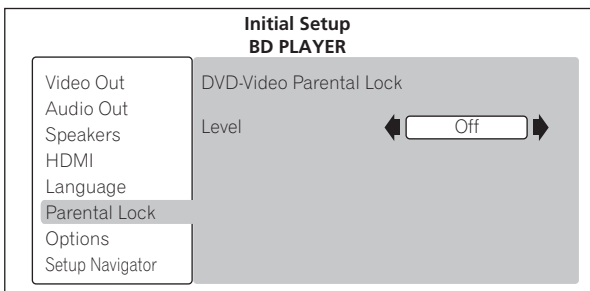 Initial Setup
BD PLAYER
Video Out
Audio Out
Speakers
HDMI
Language
Parental Lock
Options
Setup Navigator
DVD-Video Parental Lock
Level
Off